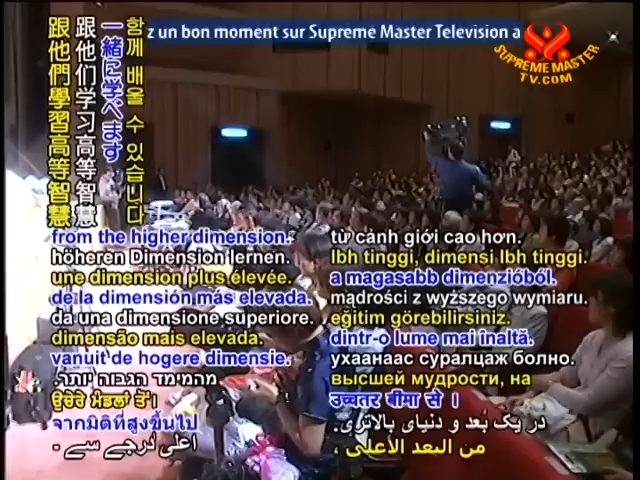 z un bon moment sur Supreme Master Television a
SUPREME MASTER
TV.COM
함께 배울 수 있습니다
一緒に学べます
跟他们学习高等智慧
跟他們學習高等智慧
from the higher dimension.
höheren Dimension lernen.
une dimension plus élevée.
de la dimensión más elevada.
da una dimensione superiore.
dimensão mais elevada.
vanuit de hogere dimensie.
מהמימד הגבוה יותר.
ਉਚੇਰੇ ਮੰਡਲਾਂ ਤੋਂ।
จากมิติที่สูงขึ้นไป
اعلٰی درجے سے -
từ cảnh giới cao hơn.
lbh tinggi, dimensi lbh tinggi.
a magasabb dimenzióból.
mądrości z wyższego wymiaru.
eğitim görebilirsiniz.
dintr-o lume mai înaltă.
ухаанаас суралцаж болно.
высшей мудрости, на
उच्चतर बीमा से ।
در یک بُعد و دنیای بالاتری.
من البعد الأعلى ،